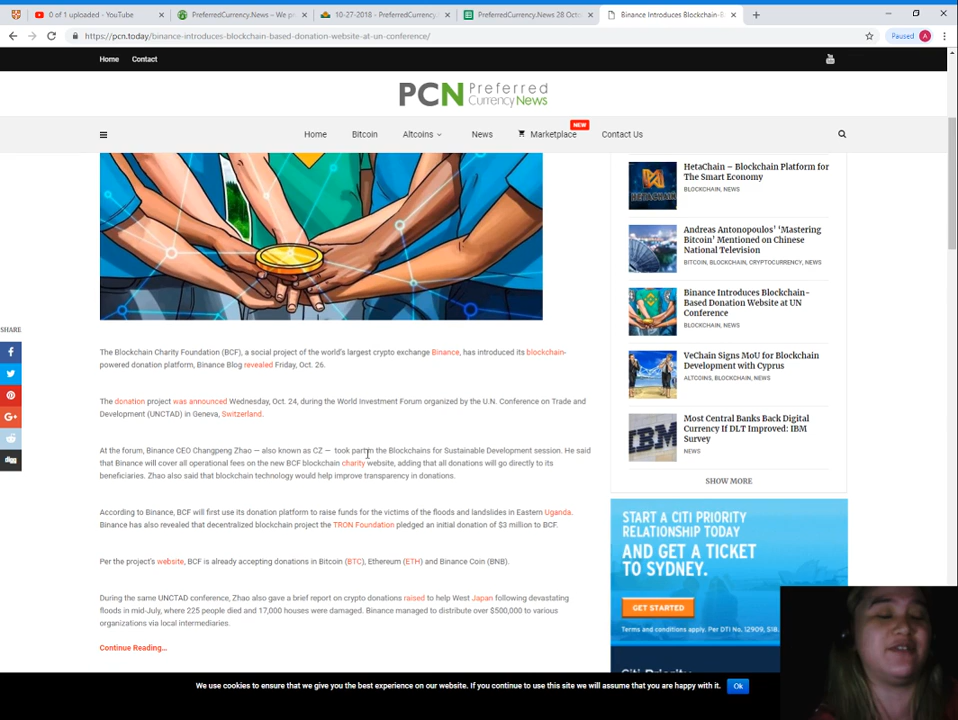 0 of 1 uploaded - YouTube
PreferredCurrency.News – We pr
10-27-2018 - PreferredCurrency.
PreferredCurrency.News 28 Octo
Binance Introduces Blockchain-B
https://pcn.today/binance-introduces-blockchain-based-donation-website-at-un-conference/
Paused
A
Home
Contact
PCN Preferred
Currency News
NEW
Home
Bitcoin
Altcoins
News
Marketplace
Contact Us
SHARE
The Blockchain Charity Foundation (BCF), a social project of the world's largest crypto exchange Binance, has introduced its blockchain-
powered donation platform, Binance Blog revealed Friday, Oct. 26.
The donation project was announced Wednesday, Oct. 24, during the World Investment Forum organized by the U.N. Conference on Trade and
Development (UNCTAD) in Geneva, Switzerland.
At the forum, Binance CEO Changpeng Zhao — also known as CZ — took part in the Blockchains for Sustainable Development session. He said
that Binance will cover all operational fees on the new BCF blockchain charity website, adding that all donations will go directly to its
beneficiaries. Zhao also said that blockchain technology would help improve transparency in donations.
According to Binance, BCF will first use its donation platform to raise funds for the victims of the floods and landslides in Eastern Uganda.
Binance has also revealed that decentralized blockchain project the TRON Foundation pledged an initial donation of $3 million to BCF.
Per the project's website, BCF is already accepting donations in Bitcoin (BTC), Ethereum (ETH) and Binance Coin (BNB).
During the same UNCTAD conference, Zhao also gave a brief report on crypto donations raised to help West Japan following devastating
floods in mid-July, where 225 people died and 17,000 houses were damaged. Binance managed to distribute over $500,000 to various
organizations via local intermediaries.
Continue Reading...
HETACHAIN
HetaChain – Blockchain Platform for
The Smart Economy
BLOCKCHAIN, NEWS
Andreas Antonopoulos' 'Mastering
Bitcoin' Mentioned on Chinese
National Television
BITCOIN, BLOCKCHAIN, CRYPTOCURRENCY, NEWS
Binance Introduces Blockchain-
Based Donation Website at UN
Conference
BLOCKCHAIN, NEWS
VeChain Signs MoU for Blockchain
Development with Cyprus
ALTCOINS, BLOCKCHAIN, NEWS
IBM
Most Central Banks Back Digital
Currency If DLT Improved: IBM
Survey
NEWS
SHOW MORE
START A CITI PRIORITY
RELATIONSHIP TODAY
AND GET A TICKET
TO SYDNEY.
GET STARTED
Terms and conditions apply. Per DTI No. 12909, S18.
Citi Priority
We use cookies to ensure that we give you the best experience on our website. If you continue to use this site we will assume that you are happy with it.
Ok